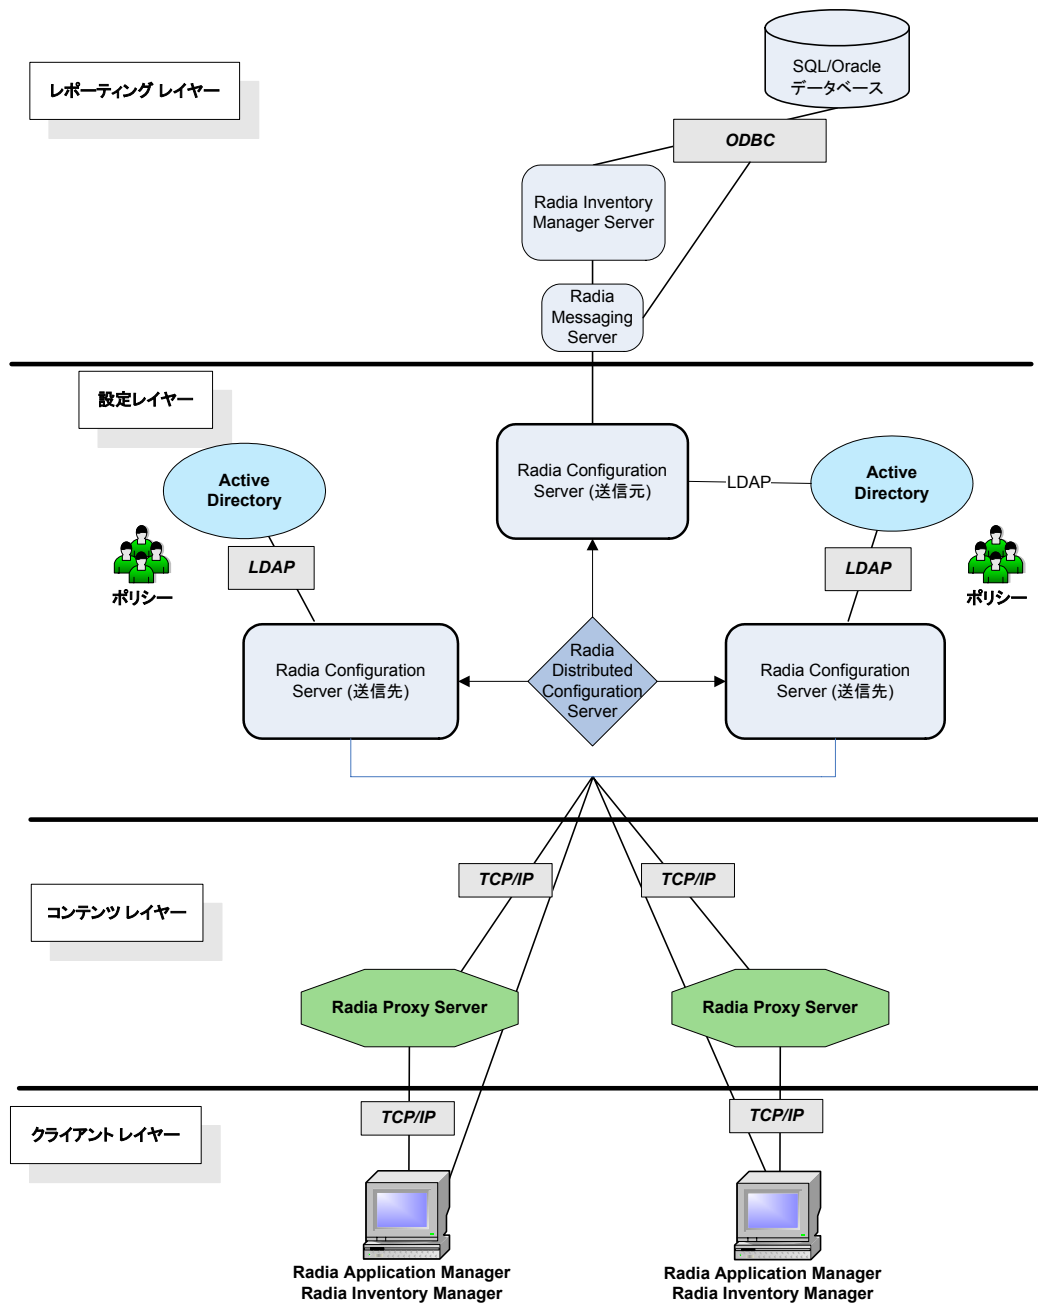 レポーティング レイヤー
SQL/Oracle
データベース
ODBC
Radia Inventory
Manager Server
Radia
Messaging
Server
設定レイヤー
Radia Configuration
Server (送信元)
LDAP
Active
Directory
Active
Directory
LDAP
LDAP
ポリシー
ポリシー
Radia Configuration
Server (送信先)
Radia
Distributed
Configuration
Server
Radia Configuration
Server (送信先)
TCP/IP
TCP/IP
コンテンツ レイヤー
Radia Proxy Server
Radia Proxy Server
TCP/IP
TCP/IP
クライアント レイヤー
Radia Application Manager
Radia Inventory Manager
Radia Application Manager
Radia Inventory Manager